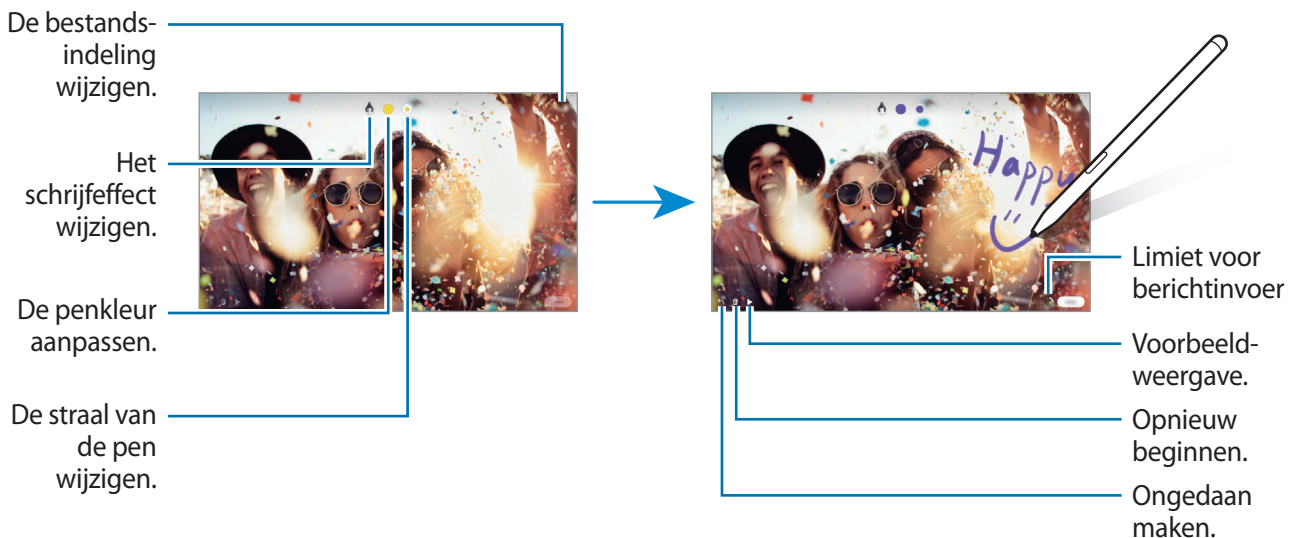 De bestands-
indeling
wijzigen.
Het
schrijfeffect
wijzigen.
De penkleur
aanpassen.
De straal van
de pen
wijzigen.
Happy
Limiet voor
berichtinvoer
Voorbeeld-
weergave.
Opnieuw
beginnen.
Ongedaan
maken.